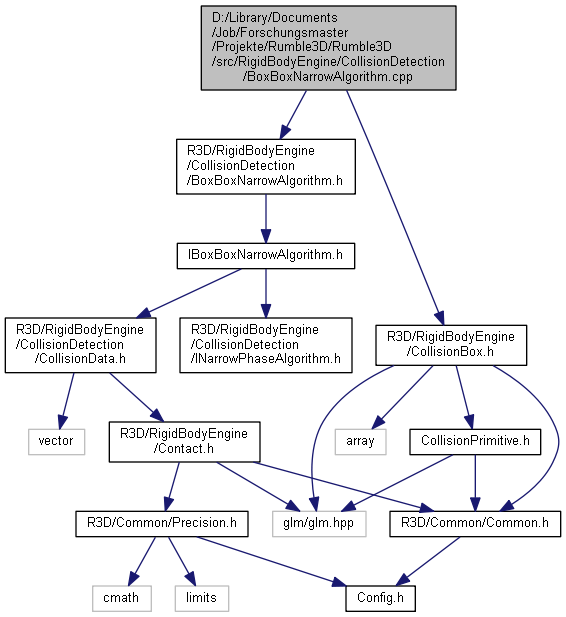 D:/Library/Documents
/Job/Forschungsmaster
/Projekte/Rumble3D/Rumble3D
/src/RigidBodyEngine/CollisionDetection
/BoxBoxNarrowAlgorithm.cpp
R3D/RigidBodyEngine
/CollisionDetection
/BoxBoxNarrowAlgorithm.h
IBoxBoxNarrowAlgorithm.h
R3D/RigidBodyEngine
/CollisionDetection
/CollisionData.h
R3D/RigidBodyEngine
/CollisionDetection
/INarrowPhaseAlgorithm.h
R3D/RigidBodyEngine
/CollisionBox.h
vector
R3D/RigidBodyEngine
/Contact.h
array
CollisionPrimitive.h
R3D/Common/Precision.h
glm/glm.hpp
R3D/Common/Common.h
cmath
limits
Config.h